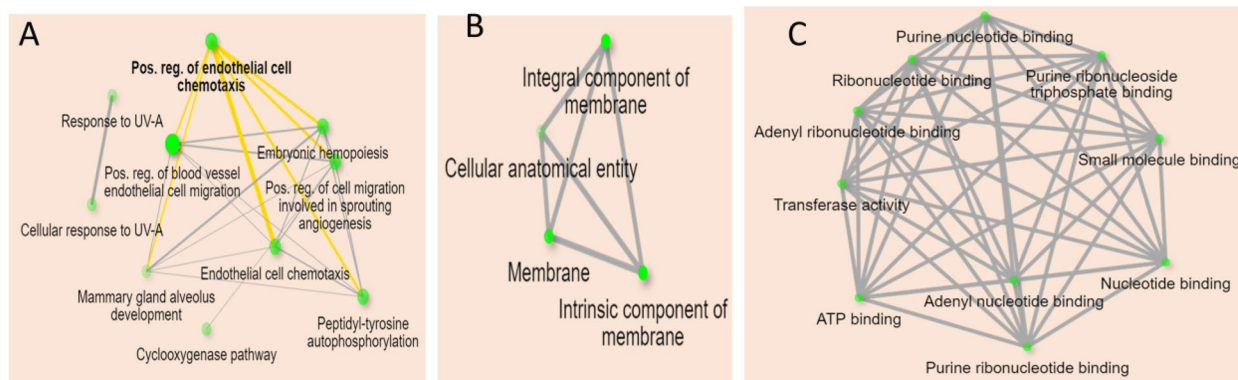 A
Pos. reg. of endothelial cell
chemotaxis
Response to UV-A
Embryonic hemopoiesis
Pos. reg. of blood vessel
endothelial cell migration
Pos. reg. of cell migration
involved in sprouting
angiogenesis
Cellular response to UV-A
Endothelial cell chemotaxis
Mammary gland alveolus
development
Peptidyl-tyrosine
autophosphorylation
Cyclooxygenase pathway
B
Integral component of
membrane
Cellular anatomical entity
Membrane
Intrinsic component of
membrane
C
Purine nucleotide binding
Ribonucleotide binding
Purine ribonucleoside
triphosphate binding
Adenyl ribonucleotide binding
Small molecule binding
Transferase activity
Nucleotide binding
Adenyl nucleotide binding
ATP binding
Purine ribonucleotide binding